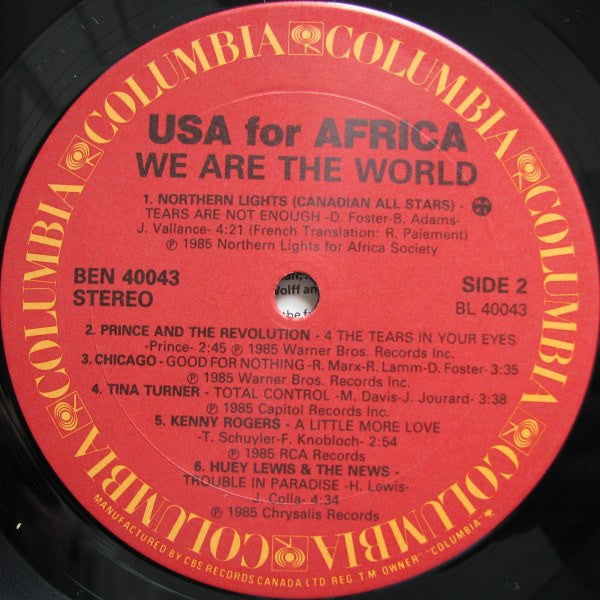 COLUMBIA COLUMBIA COLUMBIA COLUMBIA COLUMBIA COLUMBIA COLUMBIA COLUMBIA
USA for AFRICA
WE ARE THE WORLD
1. NORTHERN LIGHTS (CANADIAN ALL STARS) -
TEARS ARE NOT ENOUGH -D. Foster-B. Adams-
J. Vallance- 4:21 (French Translation: R. Paiement)
℗ 1985 Northern Lights for Africa Society
BEN 40043
STEREO
SIDE 2
BL 40043
Wolff an
the f
2. PRINCE AND THE REVOLUTION - 4 THE TEARS IN YOUR EYES
-Prince- 2:45 ℗ 1985 Warner Bros. Records Inc.
3. CHICAGO - GOOD FOR NOTHING -R. Marx-R. Lamm-D. Foster- 3:35
℗ 1985 Warner Bros. Records Inc.
4. TINA TURNER - TOTAL CONTROL -M. Davis-J. Jourard- 3:38
℗ 1985 Capitol Records Inc.
5. KENNY ROGERS - A LITTLE MORE LOVE
-T. Schuyler-F. Knobloch- 2:54
℗ 1985 RCA Records
6. HUEY LEWIS & THE NEWS -
TROUBLE IN PARADISE -H. Lewis-
J. Colla- 4:34
℗ 1985 Chrysalis Records
MANUFACTURED BY CBS RECORDS CANADA LTD. REG. T.M. OWNER "COLUMBIA"